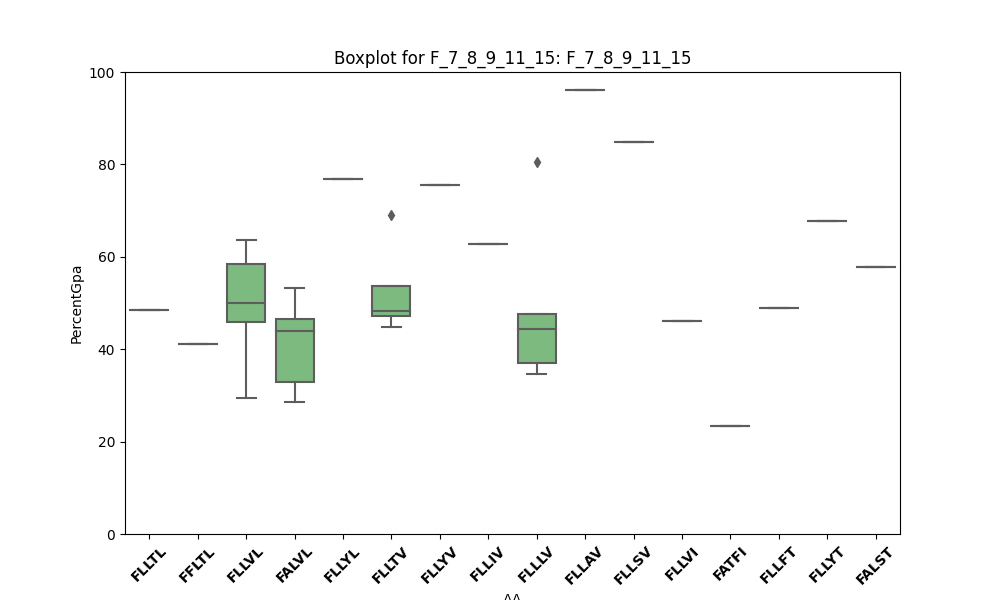 Boxplot for F_7_8_9_11_15: F_7_8_9_11_15
100
80
60
40
20
0
PercentGpa
FLLTL
FFLTL
FLLVL
FALVL
FLLYL
FLLTV
FLLYV
FLLIV
FLLLV
FLLAV
FLLSV
FLLVI
FATFI
FLLFT
FLLYT
FALST
AA